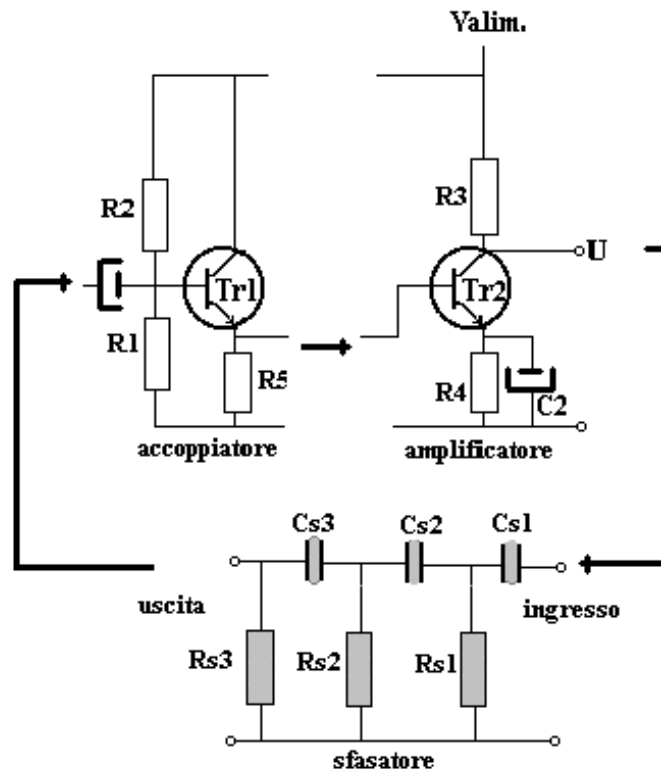 Valim.
R2
R3
Tr1
Tr2
U
R1
R5
R4
C2
accoppiatore
amplificatore
Cs3
Cs2
Cs1
uscita
ingresso
Rs3
Rs2
Rs1
sfasatore